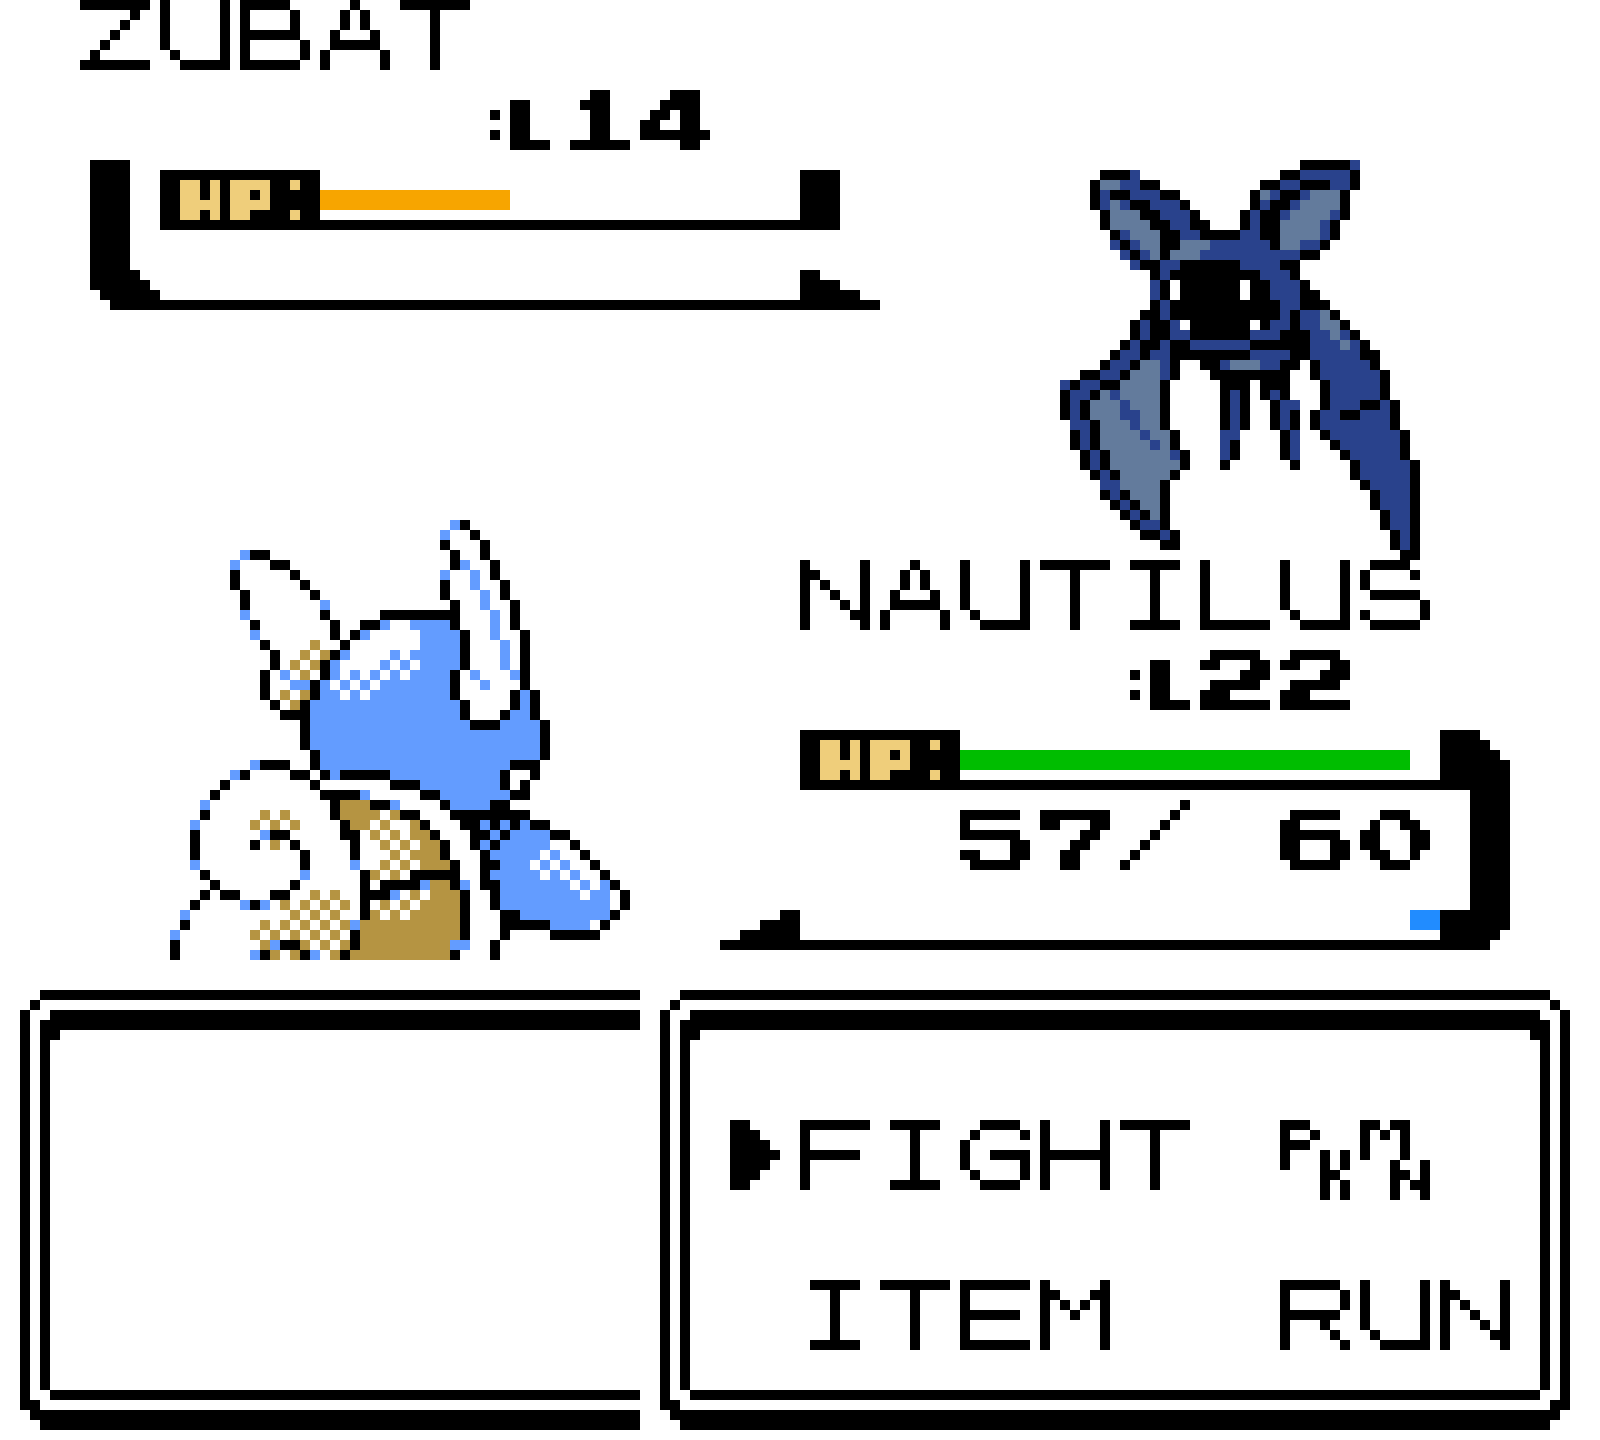 ZUBAT
:L14
HP:
NAUTILUS
:L22
HP:
57/ 60
▶FIGHT PKMN
ITEM RUN